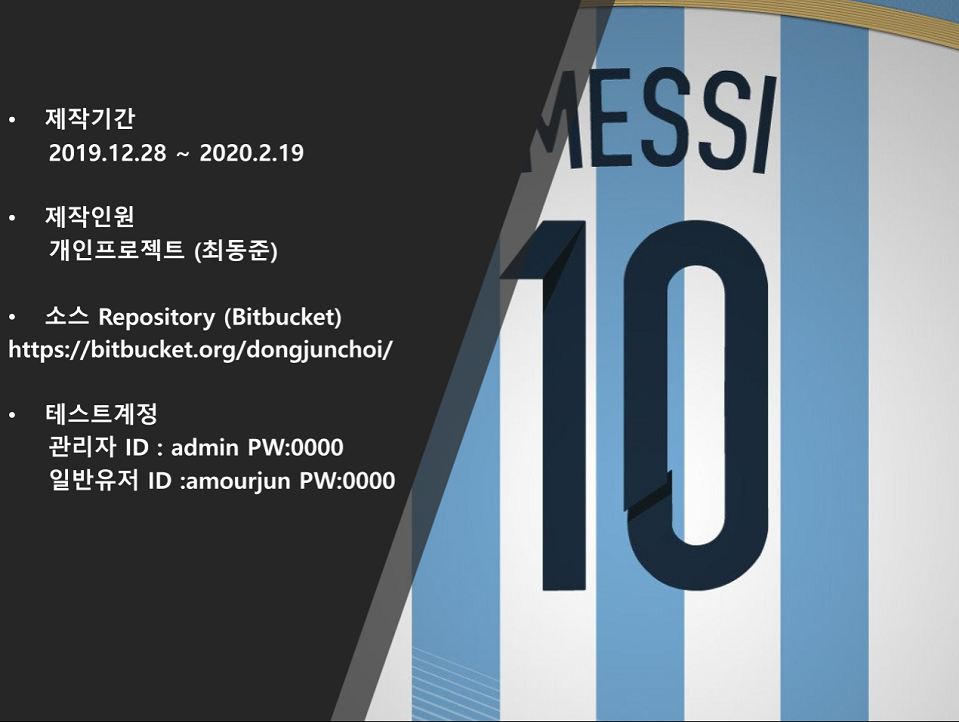 • 제작기간
2019.12.28 ~ 2020.2.19
• 제작인원
개인프로젝트 (최동준)
• 소스 Repository (Bitbucket)
https://bitbucket.org/dongjunchoi/
• 테스트계정
관리자 ID : admin PW:0000
일반유저 ID :amourjun PW:0000
MESSI
10